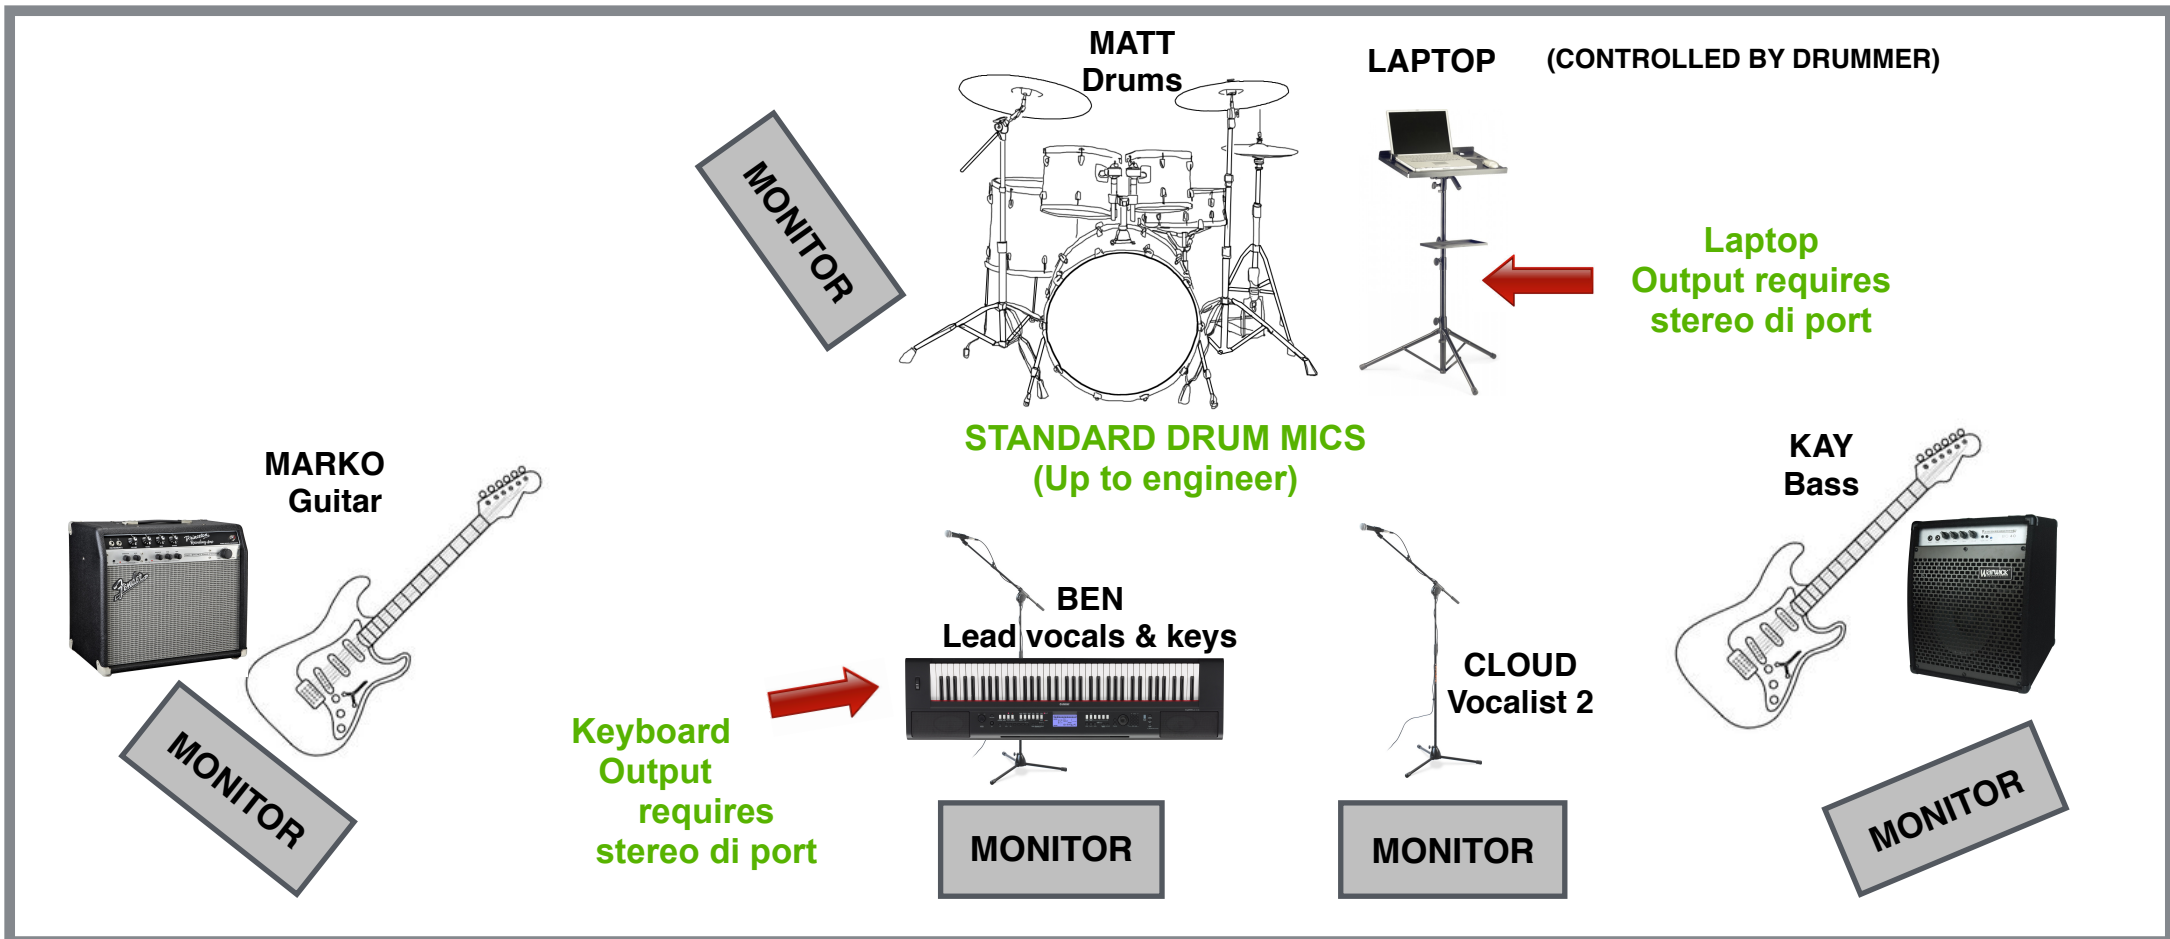 MATT
Drums
LAPTOP
(CONTROLLED BY DRUMMER)
MONITOR
Laptop
Output requires
stereo di port
STANDARD DRUM MICS
(Up to engineer)
MARKO
Guitar
KAY
Bass
Fender
WARWICK
BEN
Lead vocals & keys
CLOUD
Vocalist 2
Keyboard
Output
requires
stereo di port
MONITOR
MONITOR
MONITOR
MONITOR